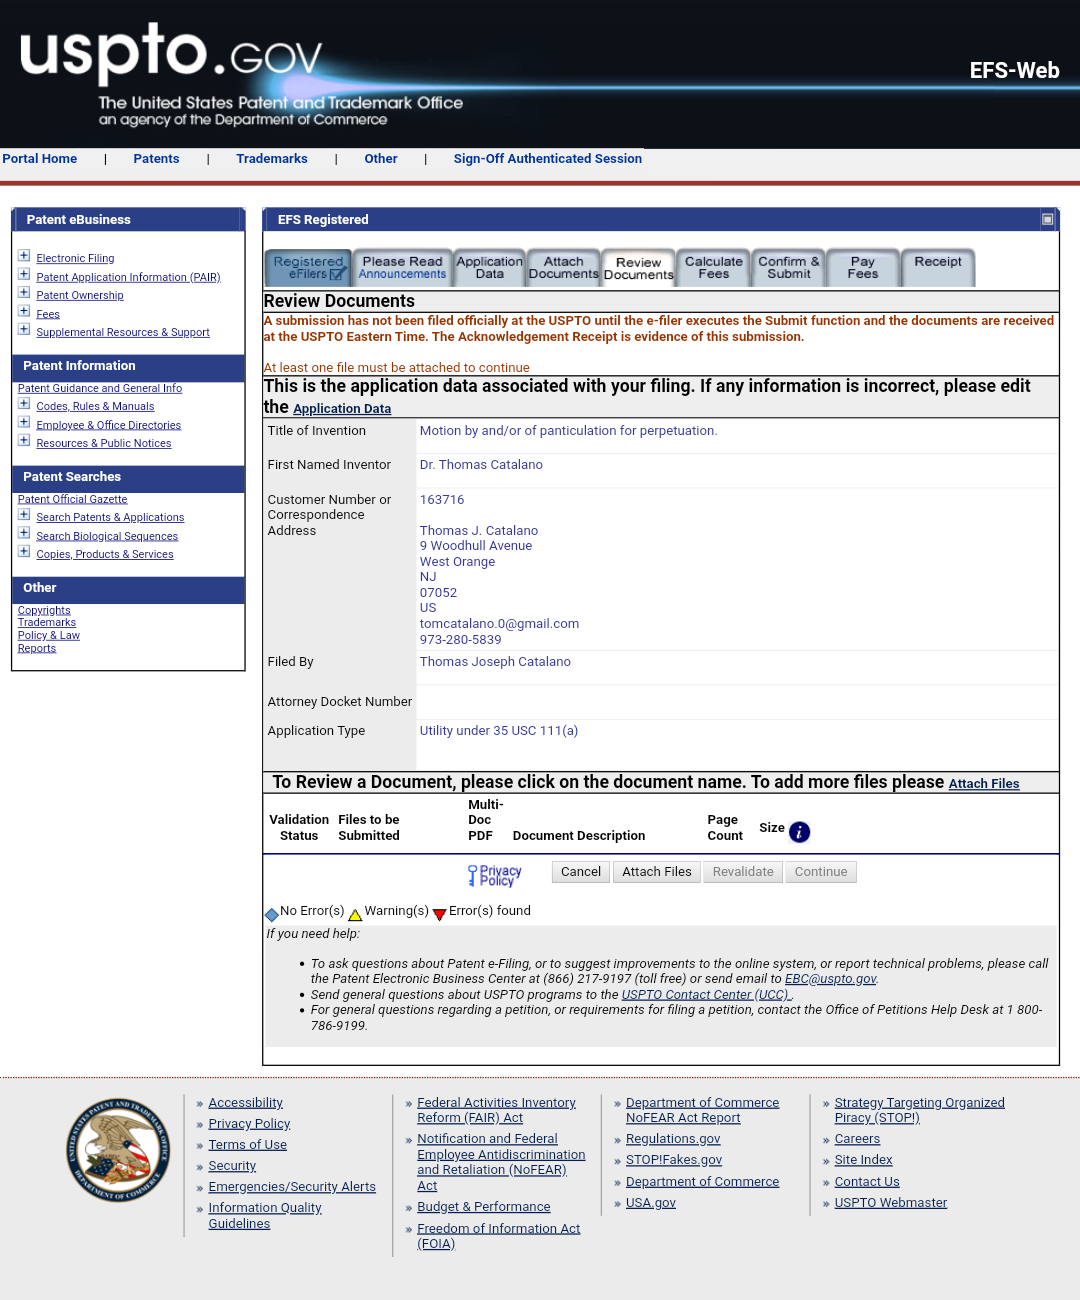 uspto.GOV
The United States Patent and Trademark Office
an agency of the Department of Commerce
EFS-Web
Portal Home | Patents | Trademarks | Other | Sign-Off Authenticated Session
Patent eBusiness
Electronic Filing
Patent Application Information (PAIR)
Patent Ownership
Fees
Supplemental Resources & Support
Patent Information
Patent Guidance and General Info
Codes, Rules & Manuals
Employee & Office Directories
Resources & Public Notices
Patent Searches
Patent Official Gazette
Search Patents & Applications
Search Biological Sequences
Copies, Products & Services
Other
Copyrights
Trademarks
Policy & Law
Reports
EFS Registered
Registered eFilers
Please Read Announcements
Application Data
Attach Documents
Review Documents
Calculate Fees
Confirm & Submit
Pay Fees
Receipt
Review Documents
A submission has not been filed officially at the USPTO until the e-filer executes the Submit function and the documents are received
at the USPTO Eastern Time. The Acknowledgement Receipt is evidence of this submission.
At least one file must be attached to continue
This is the application data associated with your filing. If any information is incorrect, please edit
the Application Data
Title of Invention Motion by and/or of panticulation for perpetuation.
First Named Inventor Dr. Thomas Catalano
Customer Number or 163716
Correspondence
Address Thomas J. Catalano
9 Woodhull Avenue
West Orange
NJ
07052
US
tomcatalano.0@gmail.com
973-280-5839
Filed By Thomas Joseph Catalano
Attorney Docket Number
Application Type Utility under 35 USC 111(a)
To Review a Document, please click on the document name. To add more files please Attach Files
Validation Status
Files to be Submitted
Multi-Doc PDF
Document Description
Page Count
Size i
Privacy Policy
Cancel Attach Files Revalidate Continue
No Error(s) Warning(s) Error(s) found
If you need help:
• To ask questions about Patent e-Filing, or to suggest improvements to the online system, or report technical problems, please call
the Patent Electronic Business Center at (866) 217-9197 (toll free) or send email to EBC@uspto.gov.
• Send general questions about USPTO programs to the USPTO Contact Center (UCC) .
• For general questions regarding a petition, or requirements for filing a petition, contact the Office of Petitions Help Desk at 1 800-
786-9199.
UNITED STATES PATENT AND TRADEMARK OFFICE
DEPARTMENT OF COMMERCE
» Accessibility
» Privacy Policy
» Terms of Use
» Security
» Emergencies/Security Alerts
» Information Quality
Guidelines
» Federal Activities Inventory
Reform (FAIR) Act
» Notification and Federal
Employee Antidiscrimination
and Retaliation (NoFEAR)
Act
» Budget & Performance
» Freedom of Information Act
(FOIA)
» Department of Commerce
NoFEAR Act Report
» Regulations.gov
» STOP!Fakes.gov
» Department of Commerce
» USA.gov
» Strategy Targeting Organized
Piracy (STOP!)
» Careers
» Site Index
» Contact Us
» USPTO Webmaster